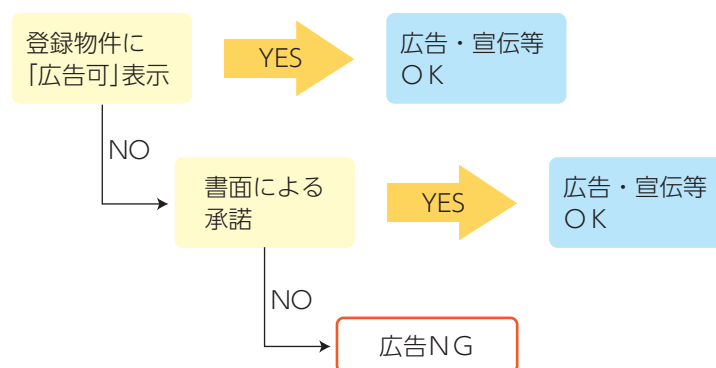 登録物件に
｢広告可｣表示
YES
広告・宣伝等
ＯＫ
NO
書面による
承諾
YES
広告・宣伝等
ＯＫ
NO
広告ＮＧ